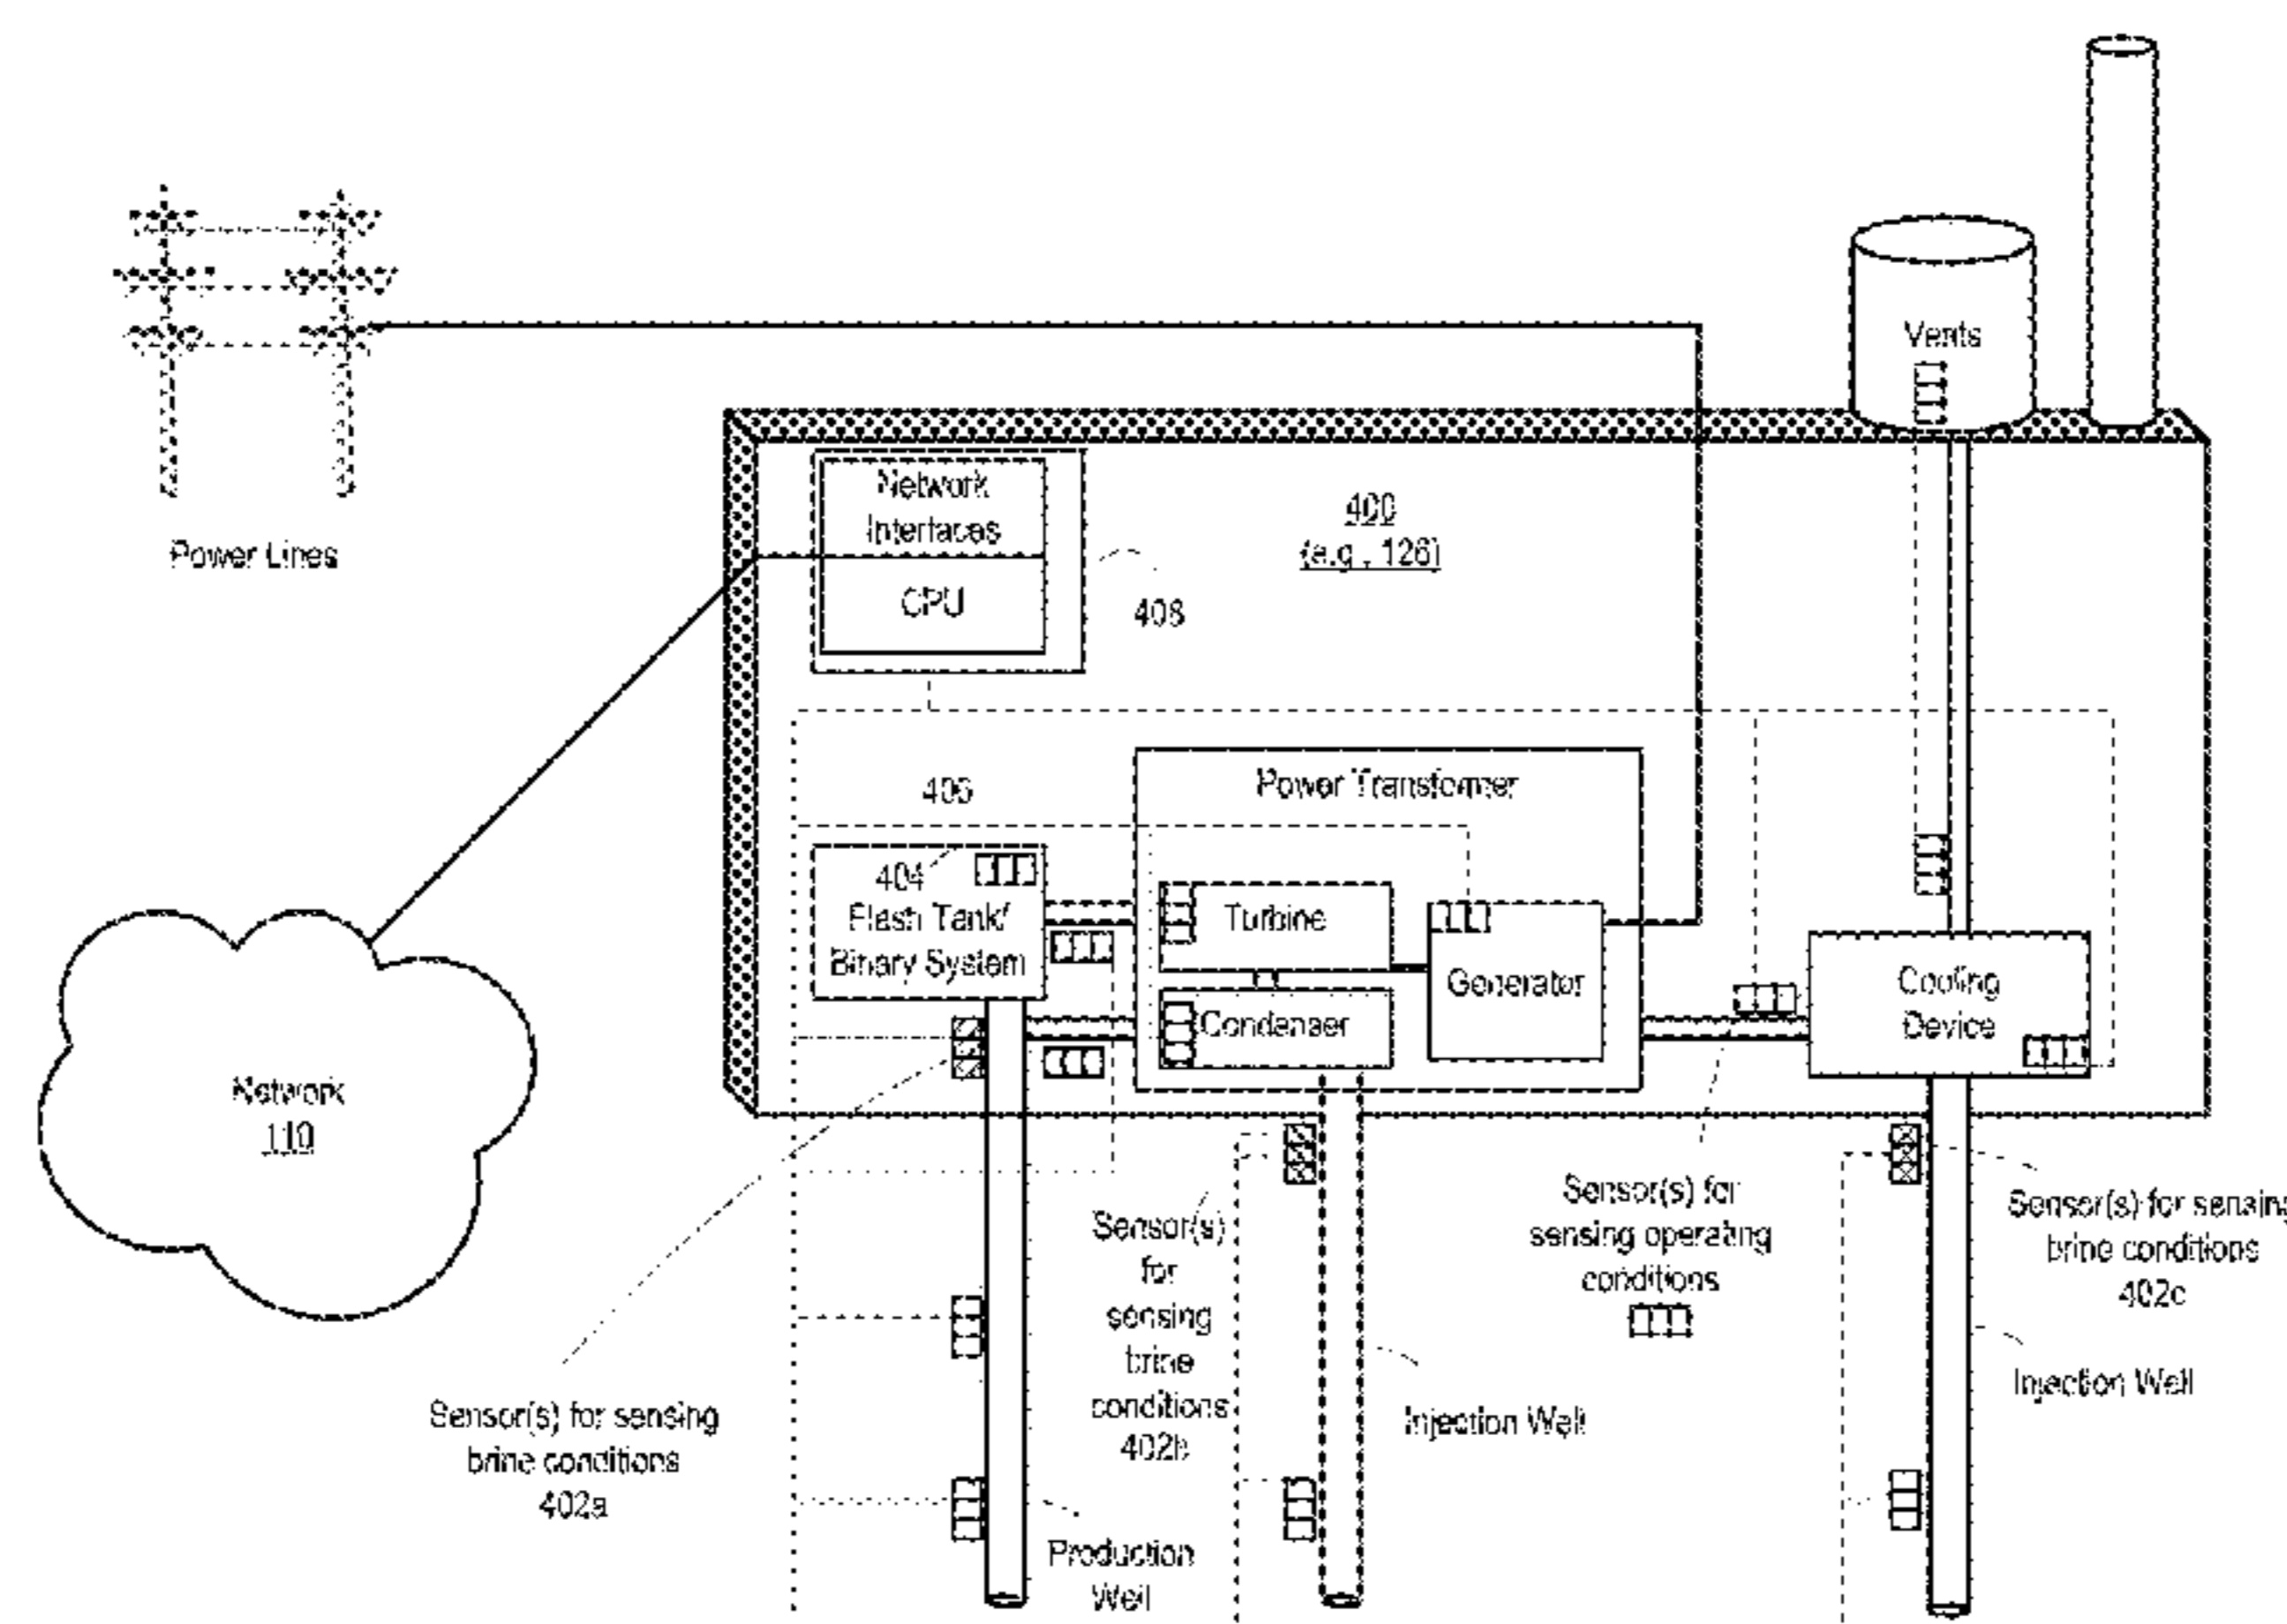 Vents
Power Lines
Network
Interfaces
CPU
400
(e.g., 126)
408
406
Power Transformer
404
Flash Tank/
Binary System
Turbine
Condenser
Generator
Cooling
Device
Network
110
Sensor(s) for sensing
brine conditions
402a
Sensor(s)
for
sensing
brine
conditions
402b
Sensor(s) for
sensing operating
conditions
Sensor(s) for sensing
brine conditions
402c
Injection Well
Injection Well
Production
Well